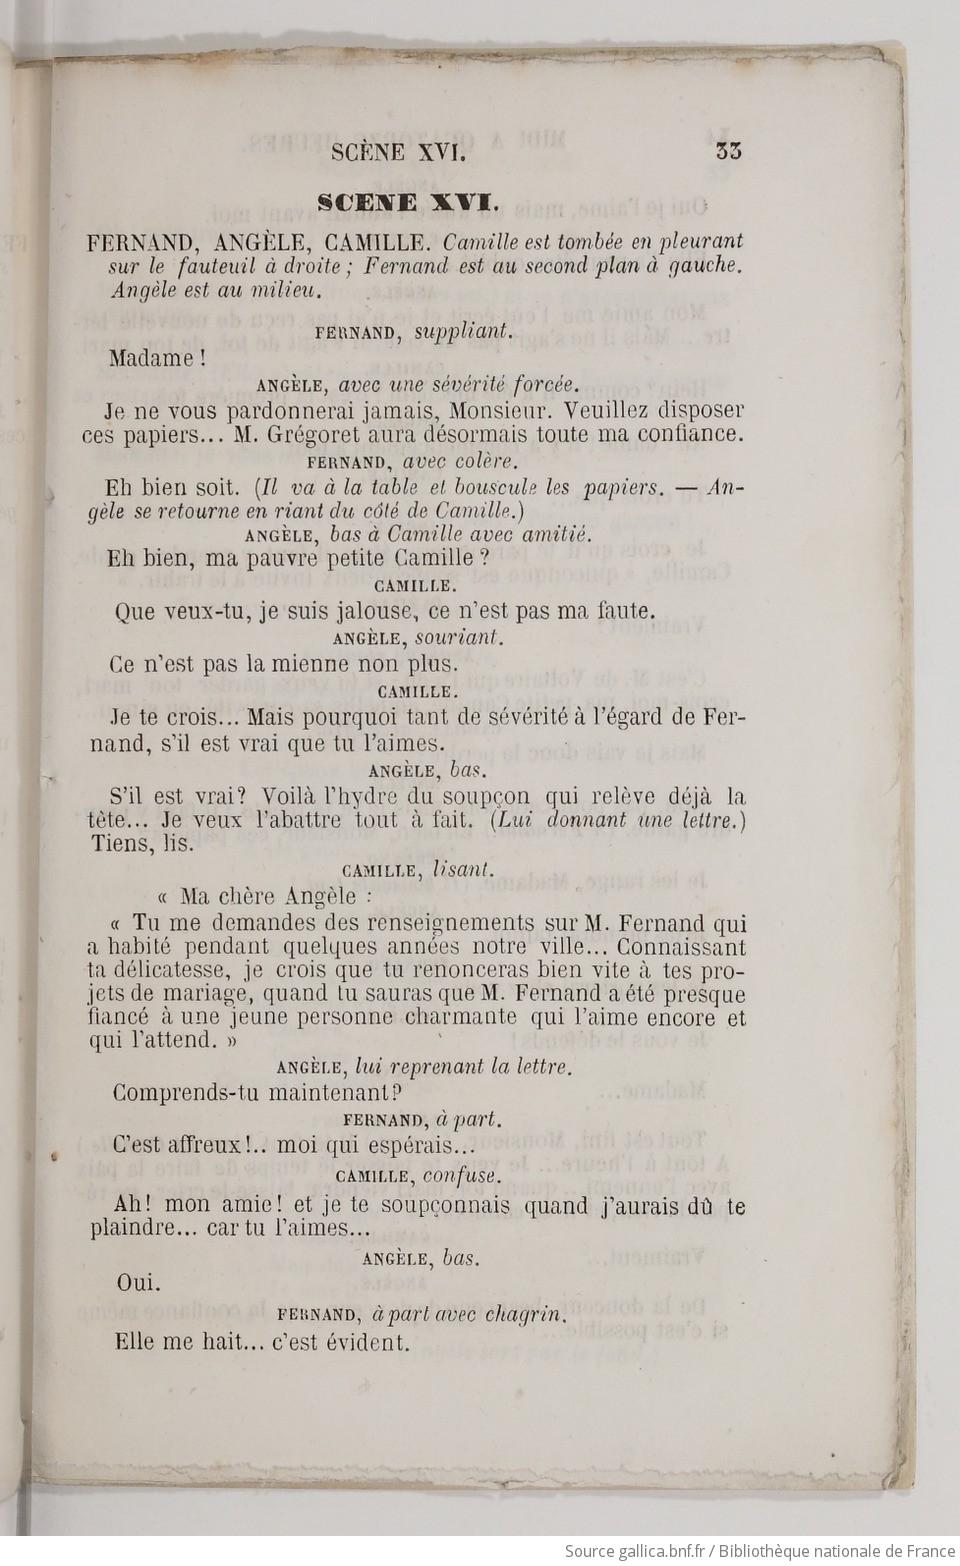 SCÈNE XVI. 33
SCENE XVI.
FERNAND, ANGÈLE, CAMILLE. Camille est tombée en pleurant
sur le fauteuil à droite ; Fernand est au second plan à gauche.
Angèle est au milieu.
FERNAND, suppliant.
Madame !
ANGÈLE, avec une sévérité forcée.
Je ne vous pardonnerai jamais, Monsieur. Veuillez disposer
ces papiers... M. Grégoret aura désormais toute ma confiance.
FERNAND, avec colère.
Eh bien soit. (Il va à la table et bouscule les papiers. — An-
gèle se retourne en riant du côté de Camille.)
ANGÈLE, bas à Camille avec amitié.
Eh bien, ma pauvre petite Camille ?
CAMILLE.
Que veux-tu, je suis jalouse, ce n'est pas ma faute.
ANGÈLE, souriant.
Ce n'est pas la mienne non plus.
CAMILLE.
Je te crois... Mais pourquoi tant de sévérité à l'égard de Fer-
nand, s'il est vrai que tu l'aimes.
ANGÈLE, bas.
S'il est vrai? Voilà l'hydre du soupçon qui relève déjà la
tête... Je veux l'abattre tout à fait. (Lui donnant une lettre.)
Tiens, lis.
CAMILLE, lisant.
« Ma chère Angèle :
« Tu me demandes des renseignements sur M. Fernand qui
a habité pendant quelques années notre ville... Connaissant
ta délicatesse, je crois que tu renonceras bien vite à tes pro-
jets de mariage, quand tu sauras que M. Fernand a été presque
fiancé à une jeune personne charmante qui l'aime encore et
qui l'attend. »
ANGÈLE, lui reprenant la lettre.
Comprends-tu maintenant?
FERNAND, à part.
C'est affreux!.. moi qui espérais...
CAMILLE, confuse.
Ah! mon amie! et je te soupçonnais quand j'aurais dû te
plaindre... car tu l'aimes...
ANGÈLE, bas.
Oui.
FERNAND, à part avec chagrin.
Elle me hait... c'est évident.
Source gallica.bnf.fr / Bibliothèque nationale de France